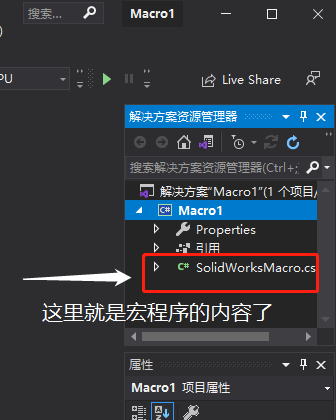 搜索...
Macro1
)
PU
Live Share
解决方案资源管理器
搜索解决方案资源管理器(Ctrl+;
解决方案"Macro1"(1 个项目/
C# Macro1
Properties
引用
C# SolidWorksMacro.cs
这里就是宏程序的内容了
属性
Macro1 项目属性